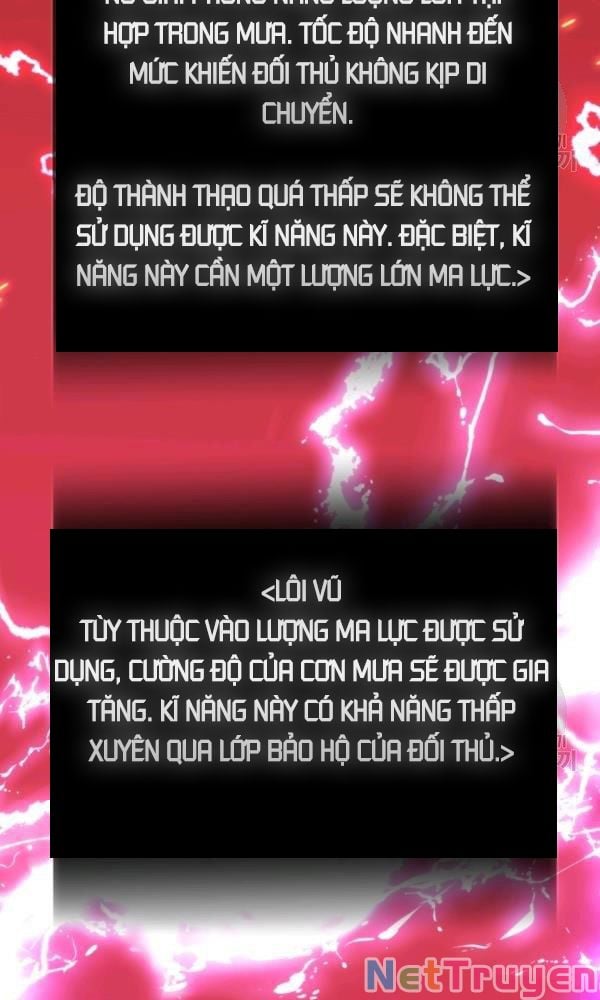 HỢP TRONG MƯA. TỐC ĐỘ NHANH ĐẾN
MỨC KHIẾN ĐỐI THỦ KHÔNG KỊP DI
CHUYỂN.
ĐỘ THÀNH THẠO QUÁ THẤP SẼ KHÔNG THỂ
SỬ DỤNG ĐƯỢC KĨ NĂNG NÀY. ĐẶC BIỆT, KĨ
NĂNG NÀY CẦN MỘT LƯỢNG LỚN MA LỰC.>
<LÔI VŨ
TÙY THUỘC VÀO LƯỢNG MA LỰC ĐƯỢC SỬ
DỤNG, CƯỜNG ĐỘ CỦA CƠN MƯA SẼ ĐƯỢC GIA
TĂNG. KĨ NĂNG NÀY CÓ KHẢ NĂNG THẤP
XUYÊN QUA LỚP BẢO HỘ CỦA ĐỐI THỦ.>
NetTruyen